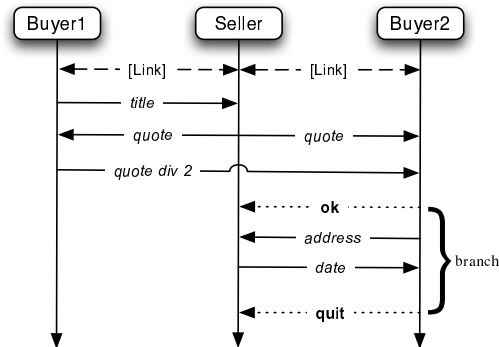 Buyer1 Seller Buyer2
[Link] [Link]
title
quote quote
quote div 2
ok
address
branch
date
quit